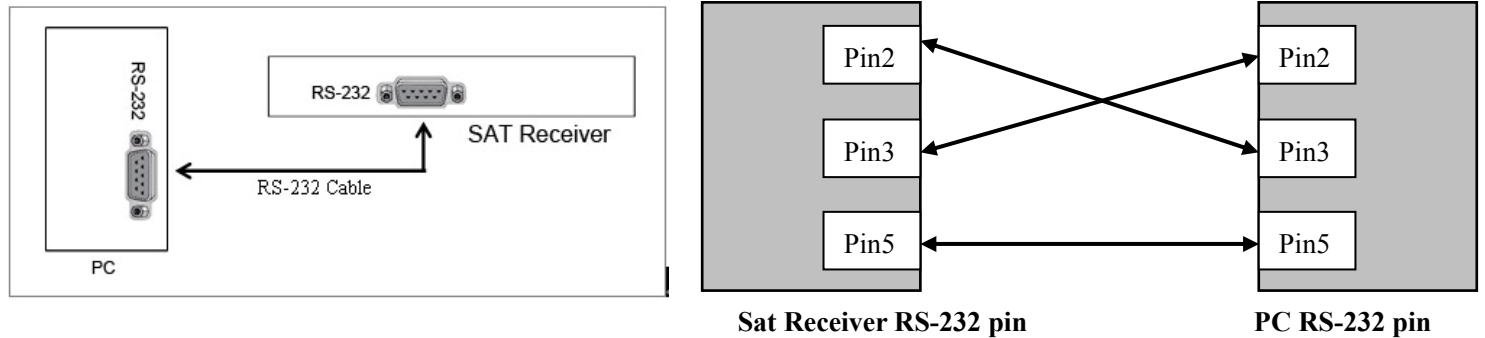 RS-232
RS-232
SAT Receiver
RS-232 Cable
PC
Pin2
Pin2
Pin3
Pin3
Pin5
Pin5
Sat Receiver RS-232 pin
PC RS-232 pin